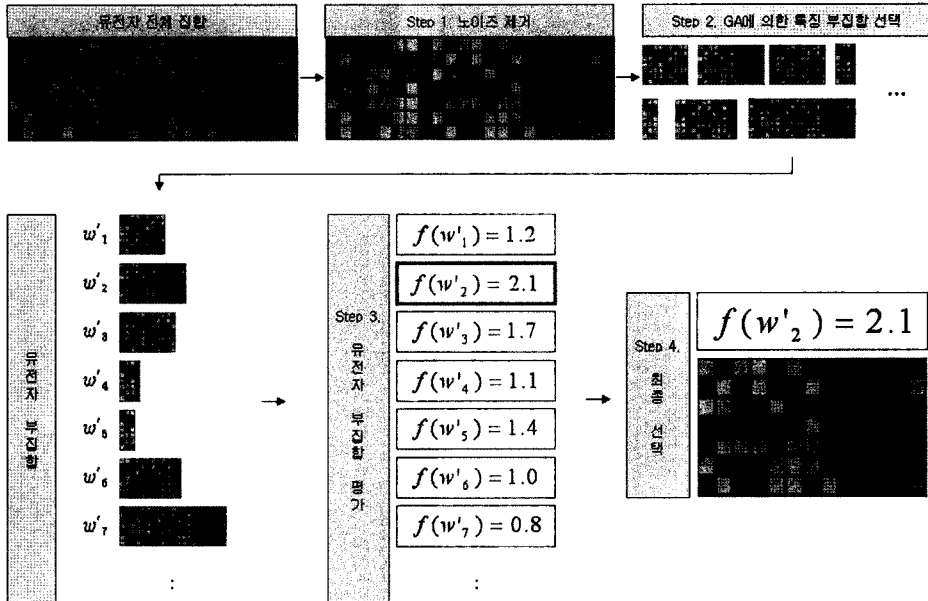 유전자 전체 집합
Step 1. 노이즈 제거
Step 2. GA에 의한 특징 부집합 선택
...
유전자 부집합
w'₁
w'₂
w'₃
w'₄
w'₅
w'₆
w'₇
:
Step 3. 유전자 부집합 평가
f(w'₁) = 1.2
f(w'₂) = 2.1
f(w'₃) = 1.7
f(w'₄) = 1.1
f(w'₅) = 1.4
f(w'₆) = 1.0
f(w'₇) = 0.8
:
Step 4. 최종 선택
f(w'₂) = 2.1